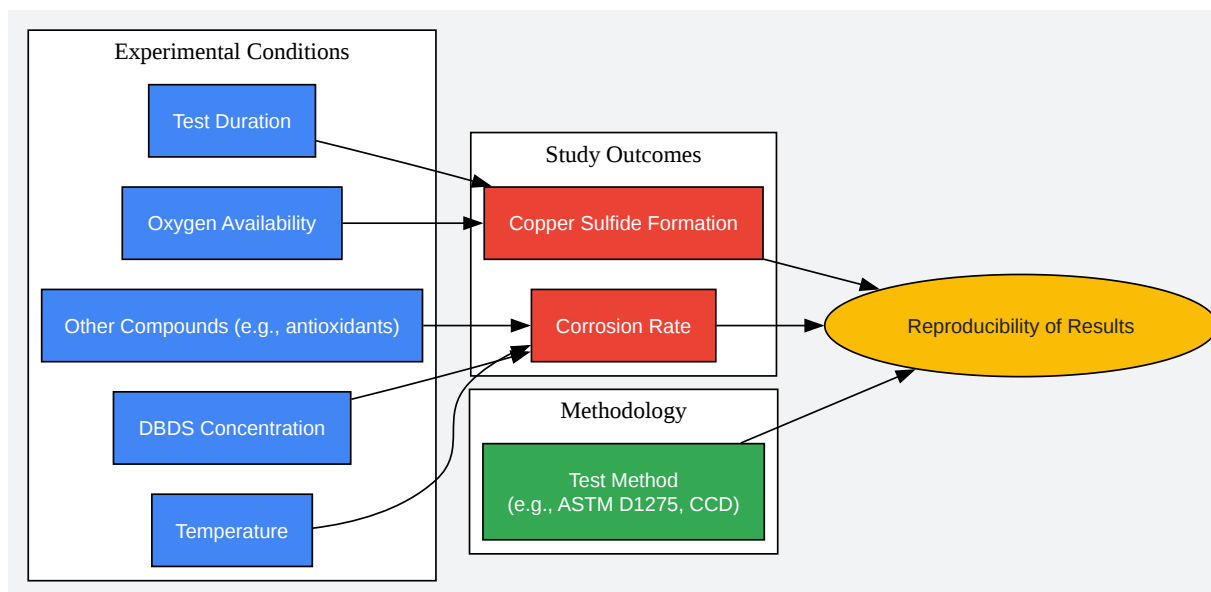 Experimental Conditions
Test Duration
Oxygen Availability
Other Compounds (e.g., antioxidants)
DBDS Concentration
Temperature
Study Outcomes
Copper Sulfide Formation
Corrosion Rate
Methodology
Test Method
(e.g., ASTM D1275, CCD)
Reproducibility of Results